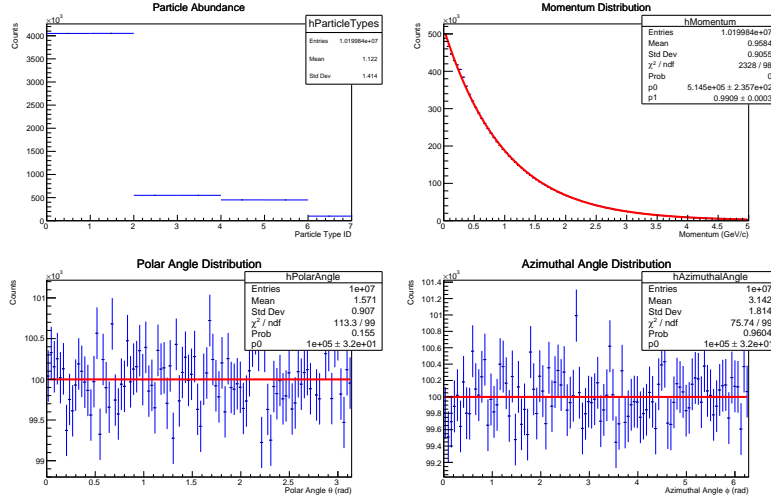 Particle Abundance
×10³
Counts
hParticleTypes
Entries 1.019984e+07
Mean 1.122
Std Dev 1.414
4000
3500
3000
2500
2000
1500
1000
500
0
0 1 2 3 4 5 6 7
Particle Type ID
Momentum Distribution
×10³
Counts
hMomentum
Entries 1.019984e+07
Mean 0.9584
Std Dev 0.9055
χ² / ndf 2328 / 98
Prob 0
p0 5.145e+05 ± 2.357e+02
p1 0.9909 ± 0.0003
500
400
300
200
100
0
0.5 1 1.5 2 2.5 3 3.5 4 4.5 5
Momentum (GeV/c)
Polar Angle Distribution
×10³
Counts
hPolarAngle
Entries 1e+07
Mean 1.571
Std Dev 0.907
χ² / ndf 113.3 / 99
Prob 0.155
p0 1e+05 ± 3.2e+01
101
100.5
100
99.5
99
0 0.5 1 1.5 2 2.5 3
Polar Angle θ (rad)
Azimuthal Angle Distribution
×10³
Counts
hAzimuthalAngle
Entries 1e+07
Mean 3.142
Std Dev 1.814
χ² / ndf 75.74 / 99
Prob 0.9604
p0 1e+05 ± 3.2e+01
101.4
101.2
101
100.8
100.6
100.4
100.2
100
99.8
99.6
99.4
99.2
0 1 2 3 4 5 6
Azimuthal Angle ϕ (rad)